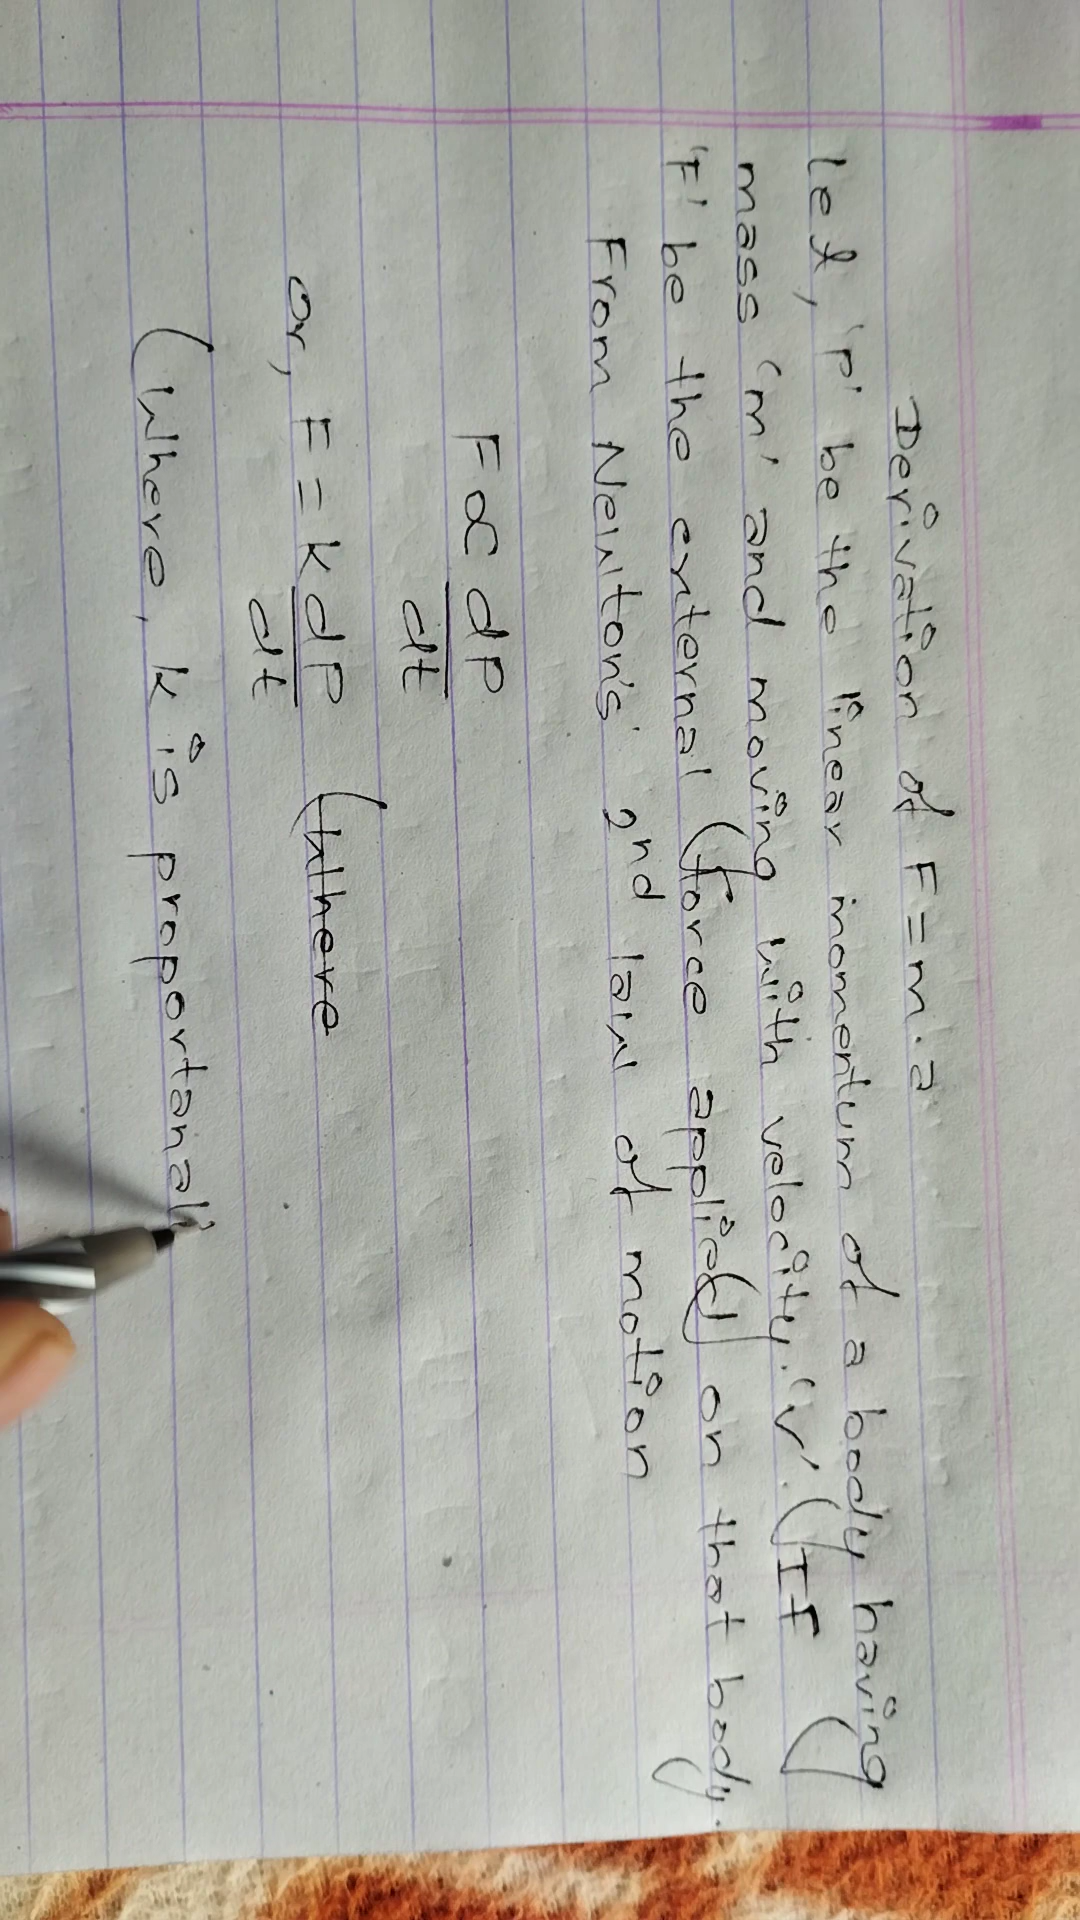 Derivation of F=m.a
let, 'p' be the linear momentum of a body having
mass 'm' and moving with velocity. 'v'. (If
'F' be the external (force applied) on that body.
From Newton's 2nd law of motion
F ∝ dP/dt
or, F = k dP/dt (where
(Where, k is proportanali